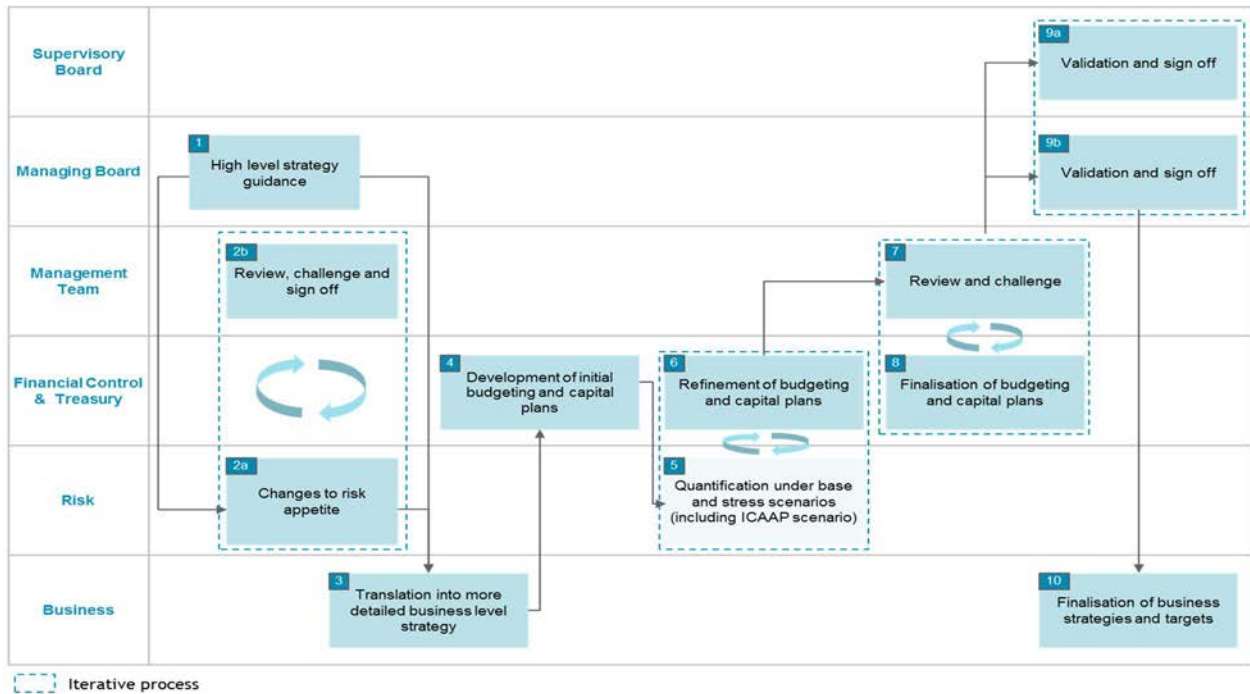 Supervisory
Board
9a
Validation and sign off
Managing Board
1
High level strategy
guidance
9b
Validation and sign off
Management
Team
2b
Review, challenge and
sign off
7
Review and challenge
Financial Control
& Treasury
4
Development of initial
budgeting and capital
plans
6
Refinement of budgeting
and capital plans
8
Finalisation of budgeting
and capital plans
Risk
2a
Changes to risk
appetite
5
Quantification under base
and stress scenarios
(including ICAAP scenario)
Business
3
Translation into more
detailed business level
strategy
10
Finalisation of business
strategies and targets
Iterative process